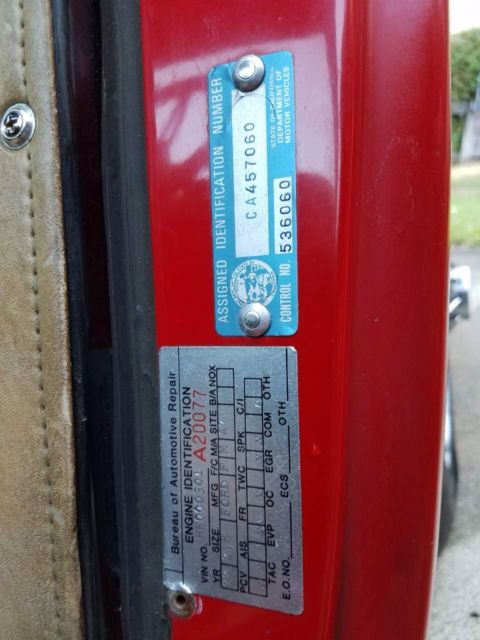 ASSIGNED IDENTIFICATION NUMBER
CA457060
STATE OF CALIFORNIA
DEPARTMENT OF
MOTOR VEHICLES
CONTROL NO. 536060
Bureau of Automotive Repair
ENGINE IDENTIFICATION
A20077
VIN NO.
YR SIZE MFG F/C M/A SITE B/A NOX
FORD
PCV AIS FR TWC SPK C/I
TAC EVP OC EGR COM OTH
E.O.NO. ECS OTH